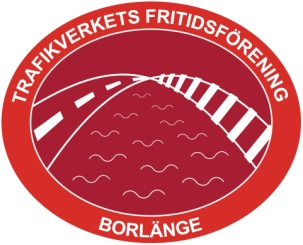 TRAFIKVERKETS FRITIDSFÖRENING
BORLÄNGE